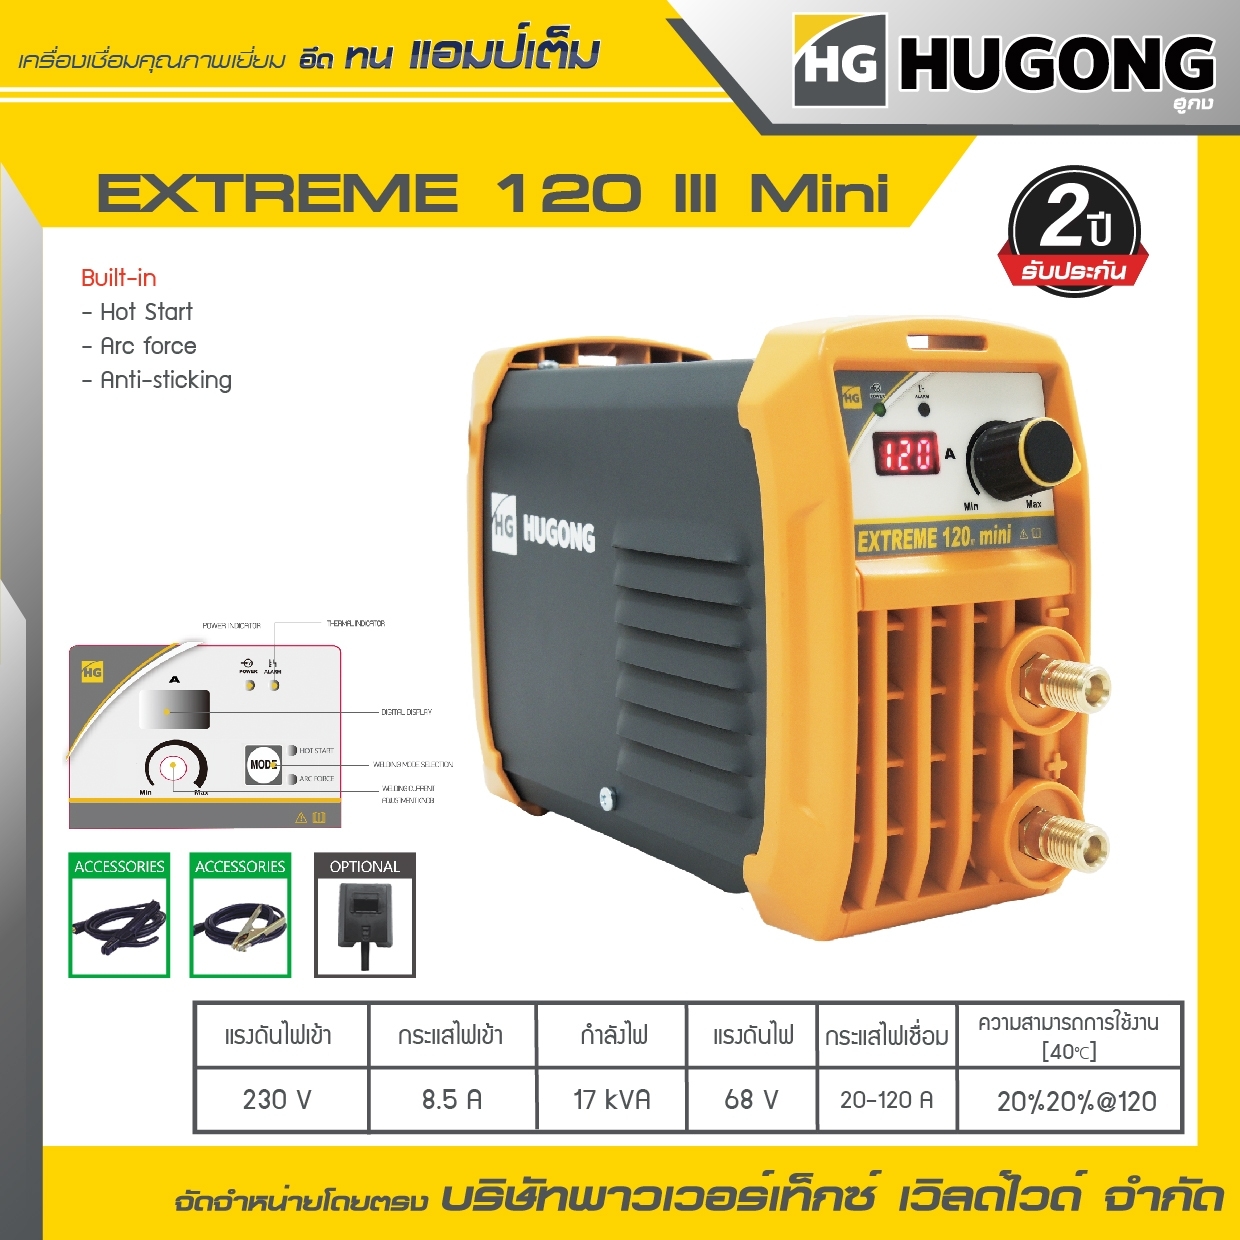 เครื่องเชื่อมคุณภาพเยี่ยม อึด ทน แอมป์เต็ม
HG HUGONG
ฮูกง
EXTREME 120 III Mini
2 ปี
รับประกัน
Built-in
- Hot Start
- Arc force
- Anti-sticking
HG
POWER
ALARM
120 A
Min
Max
EXTREME 120 mini
HG HUGONG
-
+
POWER INDICATOR
THERMAL INDICATOR
HG
POWER
ALARM
A
DIGITAL DISPLAY
HOT START
MODE
WELDING MODE SELECTION
ARC FORCE
Min
Max
WELDING CURRENT
ADJUSTMENT KNOB
ACCESSORIES
ACCESSORIES
OPTIONAL
แรงดันไฟเข้า กระแสไฟเข้า กำลังไฟ แรงดันไฟ กระแสไฟเชื่อม ความสามารถการใช้งาน
[40℃]
230 V 8.5 A 17 kVA 68 V 20-120 A 20%20%@120
จัดจำหน่ายโดยตรง บริษัทพาวเวอร์เท็กซ์ เวิลด์ไวด์ จำกัด